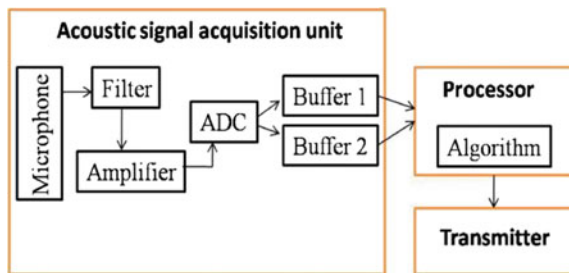 Acoustic signal acquisition unit
Microphone
Filter
Amplifier
ADC
Buffer 1
Buffer 2
Processor
Algorithm
Transmitter